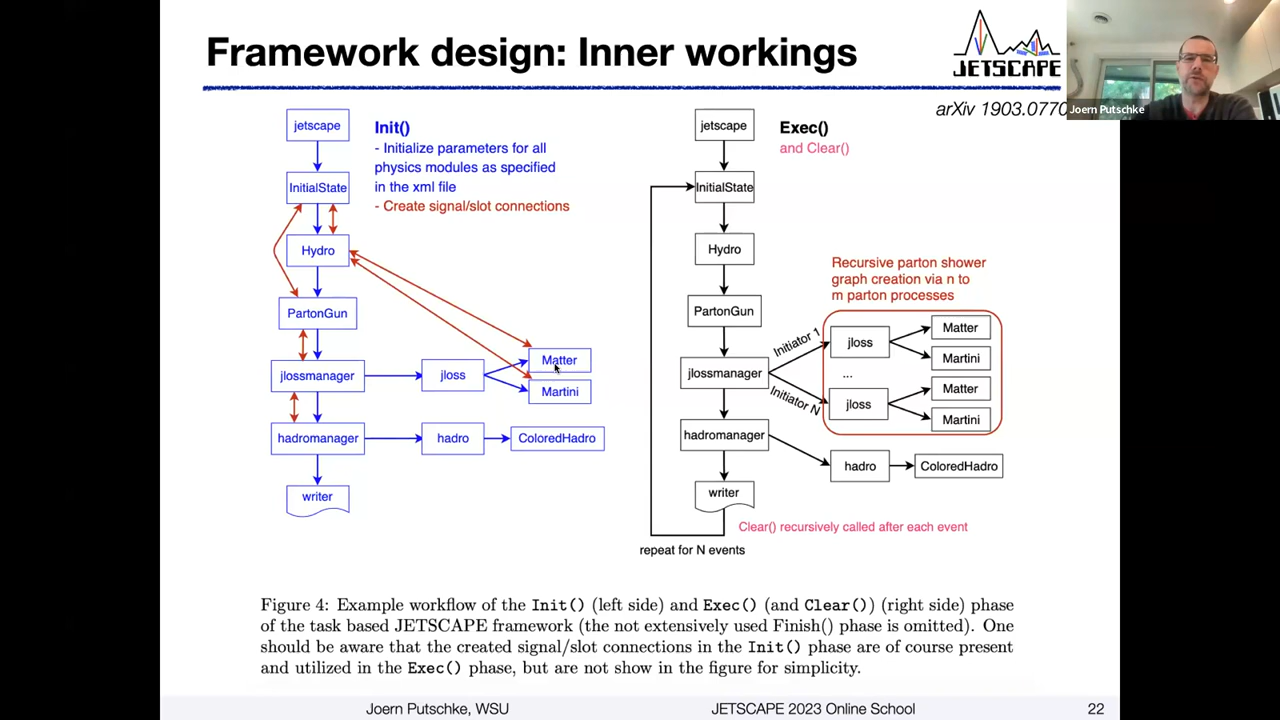 Framework design: Inner workings
JETSCAPE
Joern Putschke
arXiv 1903.0770
jetscape
Init()
- Initialize parameters for all
physics modules as specified
in the xml file
- Create signal/slot connections
InitialState
Hydro
PartonGun
jlossmanager
jloss
Matter
Martini
hadromanager
hadro
ColoredHadro
writer
jetscape
Exec()
and Clear()
InitialState
Hydro
Recursive parton shower
graph creation via n to
m parton processes
PartonGun
Initiator 1
jlossmanager
Initiator N
jloss
Matter
Martini
...
jloss
Matter
Martini
hadromanager
hadro
ColoredHadro
writer
Clear() recursively called after each event
repeat for N events
Figure 4: Example workflow of the Init() (left side) and Exec() (and Clear()) (right side) phase
of the task based JETSCAPE framework (the not extensively used Finish() phase is omitted). One
should be aware that the created signal/slot connections in the Init() phase are of course present
and utilized in the Exec() phase, but are not show in the figure for simplicity.
Joern Putschke, WSU
JETSCAPE 2023 Online School
22